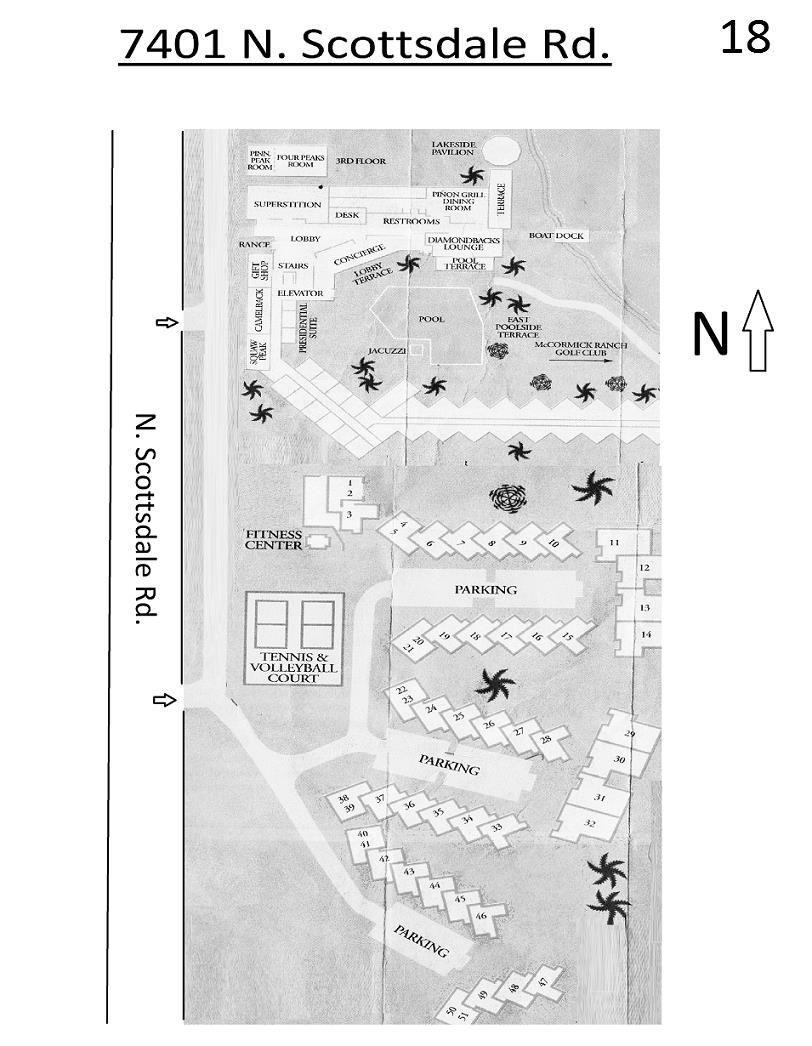 7401 N. Scottsdale Rd.
18
PINN.
PEAK
ROOM
FOUR PEAKS
ROOM
3RD FLOOR
LAKESIDE
PAVILION
SUPERSTITION
DESK
RESTROOMS
PIÑON GRILL
DINING
ROOM
TERRACE
RANCE
LOBBY
CONCIERGE
DIAMONDBACKS
LOUNGE
BOAT DOCK
GIFT
SHOP
STAIRS
LOBBY
TERRACE
POOL
TERRACE
ELEVATOR
CAMELBACK
PRESIDENTIAL
SUITE
POOL
EAST
POOLSIDE
TERRACE
SQUAW
PEAK
JACUZZI
McCORMICK RANCH
GOLF CLUB
N
N. Scottsdale Rd.
1
2
3
FITNESS
CENTER
4
5
6
7
8
9
10
11
12
13
14
PARKING
20
21
19
18
17
16
15
TENNIS &
VOLLEYBALL
COURT
22
23
24
25
26
27
28
29
30
31
32
PARKING
38
39
37
36
35
34
33
40
41
42
43
44
45
46
PARKING
50
51
49
48
47